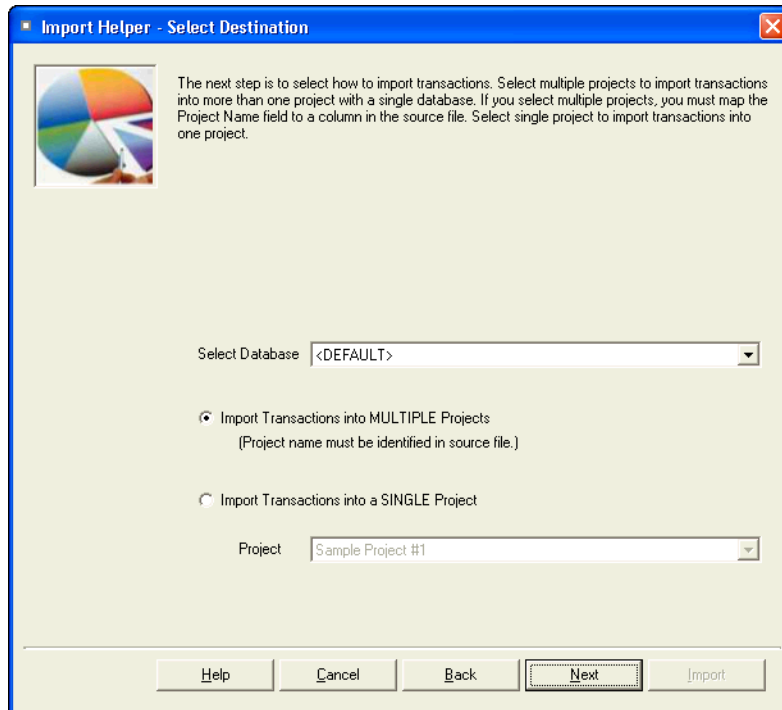 Import Helper - Select Destination
The next step is to select how to import transactions. Select multiple projects to import transactions
into more than one project with a single database. If you select multiple projects, you must map the
Project Name field to a column in the source file. Select single project to import transactions into
one project.
Select Database <DEFAULT>
Import Transactions into MULTIPLE Projects
(Project name must be identified in source file.)
Import Transactions into a SINGLE Project
Project Sample Project #1
Help Cancel Back Next Import